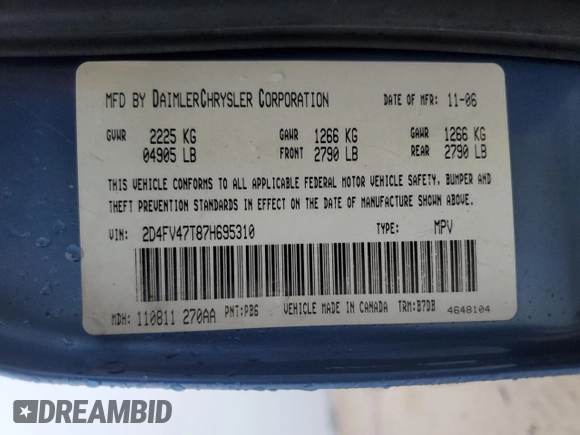 MFD BY DAIMLERCHRYSLER CORPORATION DATE OF MFR: 11-06
GVWR 2225 KG GAWR 1266 KG GAWR 1266 KG
04905 LB FRONT 2790 LB REAR 2790 LB
THIS VEHICLE CONFORMS TO ALL APPLICABLE FEDERAL MOTOR VEHICLE SAFETY, BUMPER AND
THEFT PREVENTION STANDARDS IN EFFECT ON THE DATE OF MANUFACTURE SHOWN ABOVE.
VIN: 2D4FV47T87H695310 TYPE: MPV
MDH: 110811 270AA PNT:PB6 VEHICLE MADE IN CANADA TRM:B7DB 4648104
DREAMBID